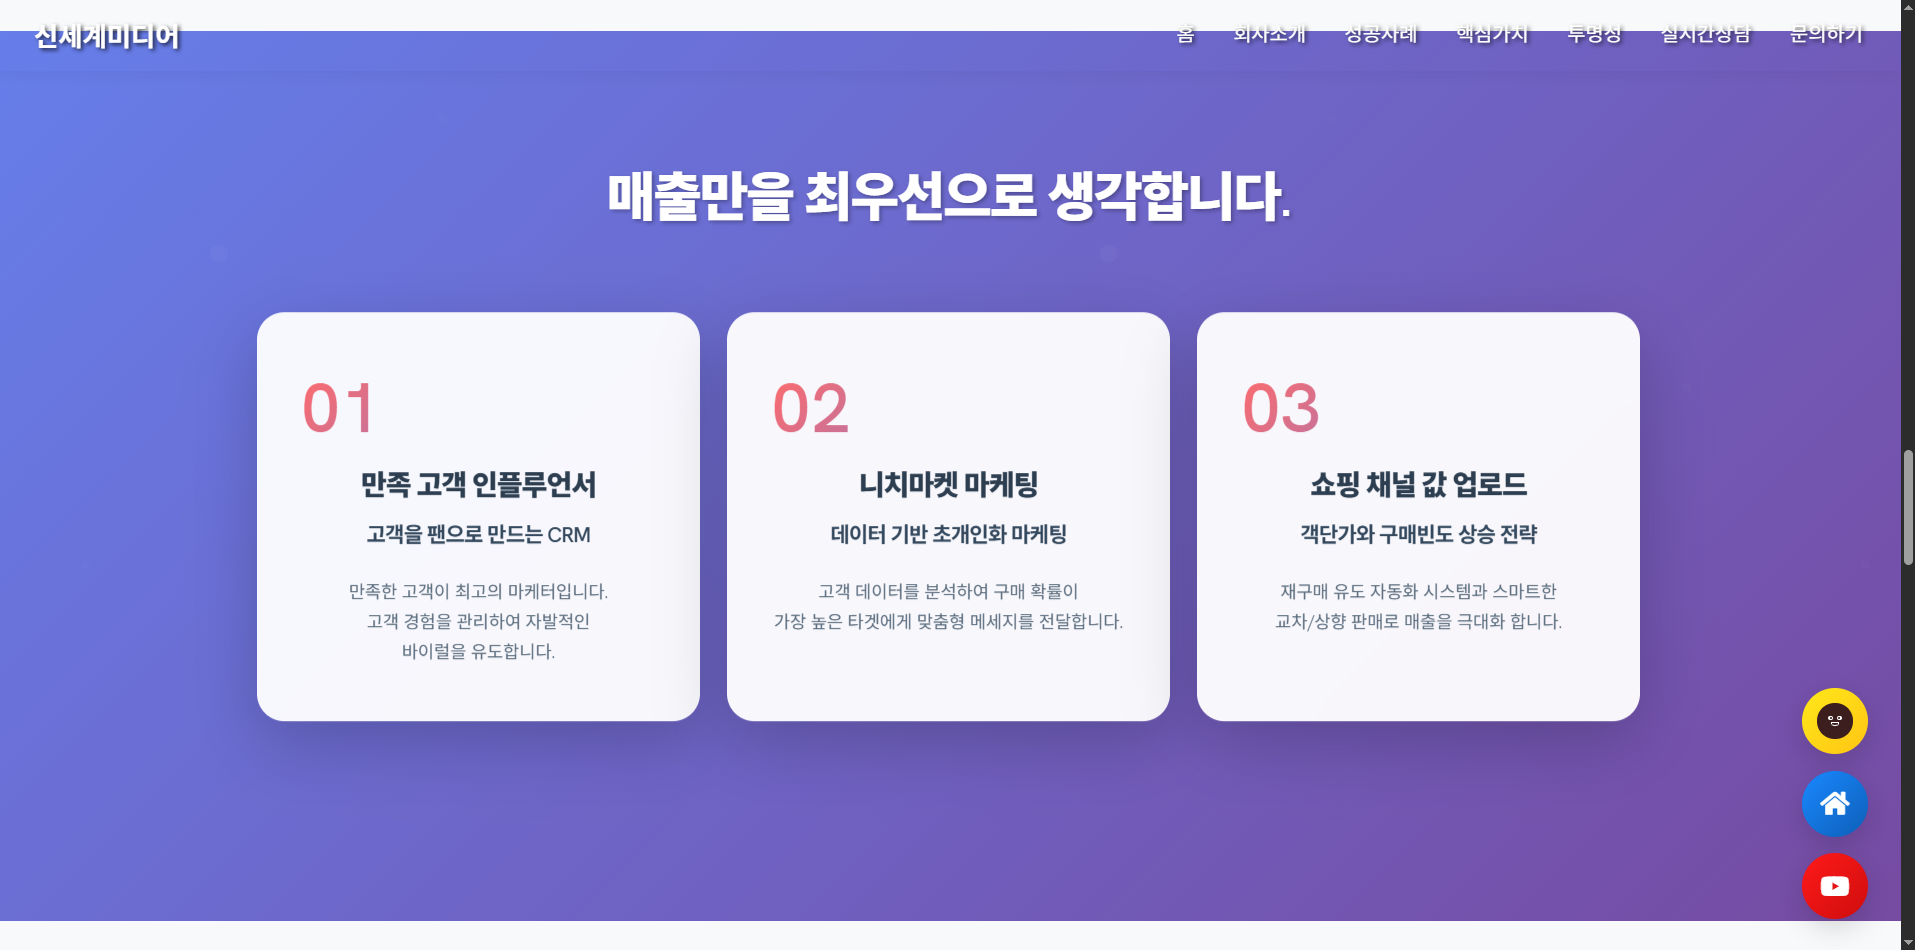 신세계미디어
홈 회사소개 성공사례 핵심가치 투명성 실시간상담 문의하기
매출만을 최우선으로 생각합니다.
01
만족 고객 인플루언서
고객을 팬으로 만드는 CRM
만족한 고객이 최고의 마케터입니다.
고객 경험을 관리하여 자발적인
바이럴을 유도합니다.
02
니치마켓 마케팅
데이터 기반 초개인화 마케팅
고객 데이터를 분석하여 구매 확률이
가장 높은 타겟에게 맞춤형 메세지를 전달합니다.
03
쇼핑 채널 값 업로드
객단가와 구매빈도 상승 전략
재구매 유도 자동화 시스템과 스마트한
교차/상향 판매로 매출을 극대화 합니다.